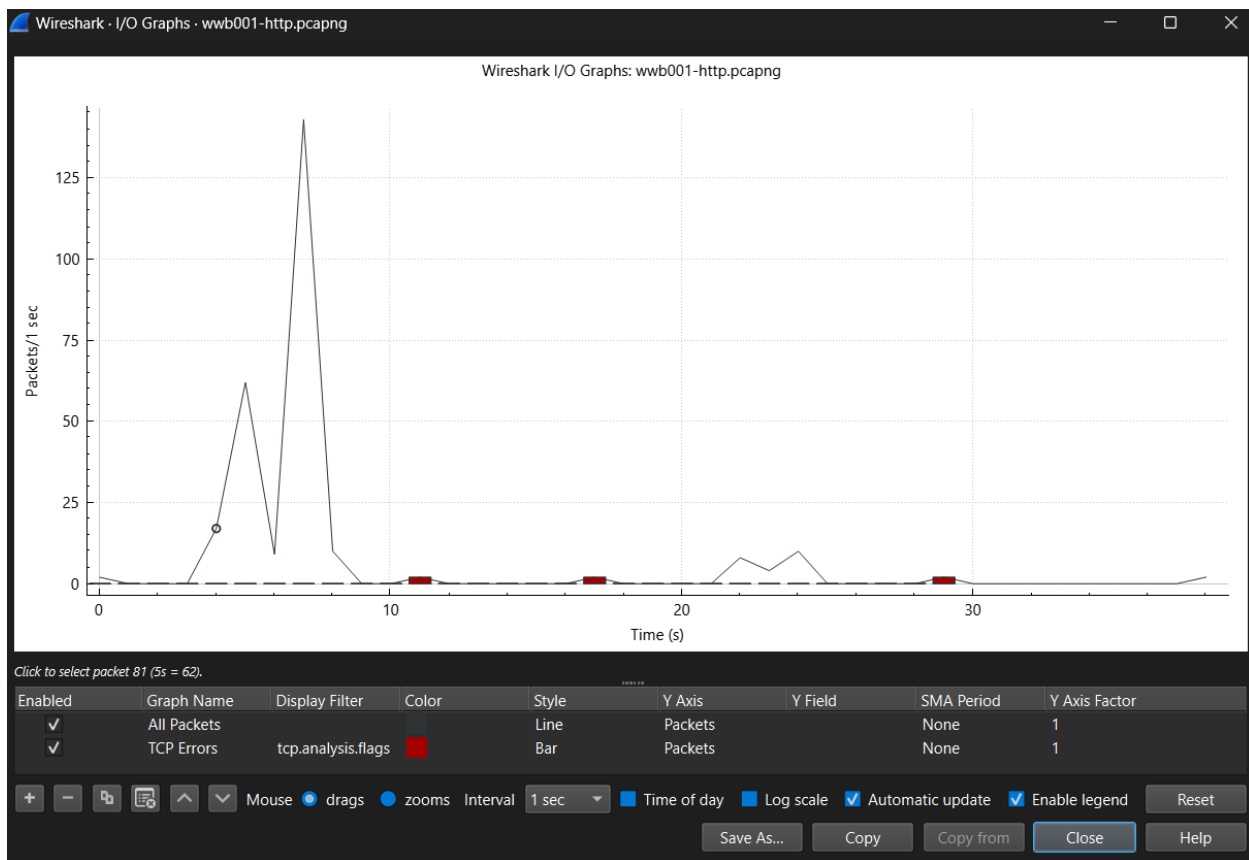 Wireshark · I/O Graphs · wwb001-http.pcapng
Wireshark I/O Graphs: wwb001-http.pcapng
125
100
75
50
25
0
Packets/1 sec
0 10 20 30
Time (s)
Click to select packet 81 (5s = 62).
Enabled Graph Name Display Filter Color Style Y Axis Y Field SMA Period Y Axis Factor
All Packets Line Packets None 1
TCP Errors tcp.analysis.flags Bar Packets None 1
Mouse drags zooms Interval 1 sec Time of day Log scale Automatic update Enable legend Reset
Save As... Copy Copy from Close Help